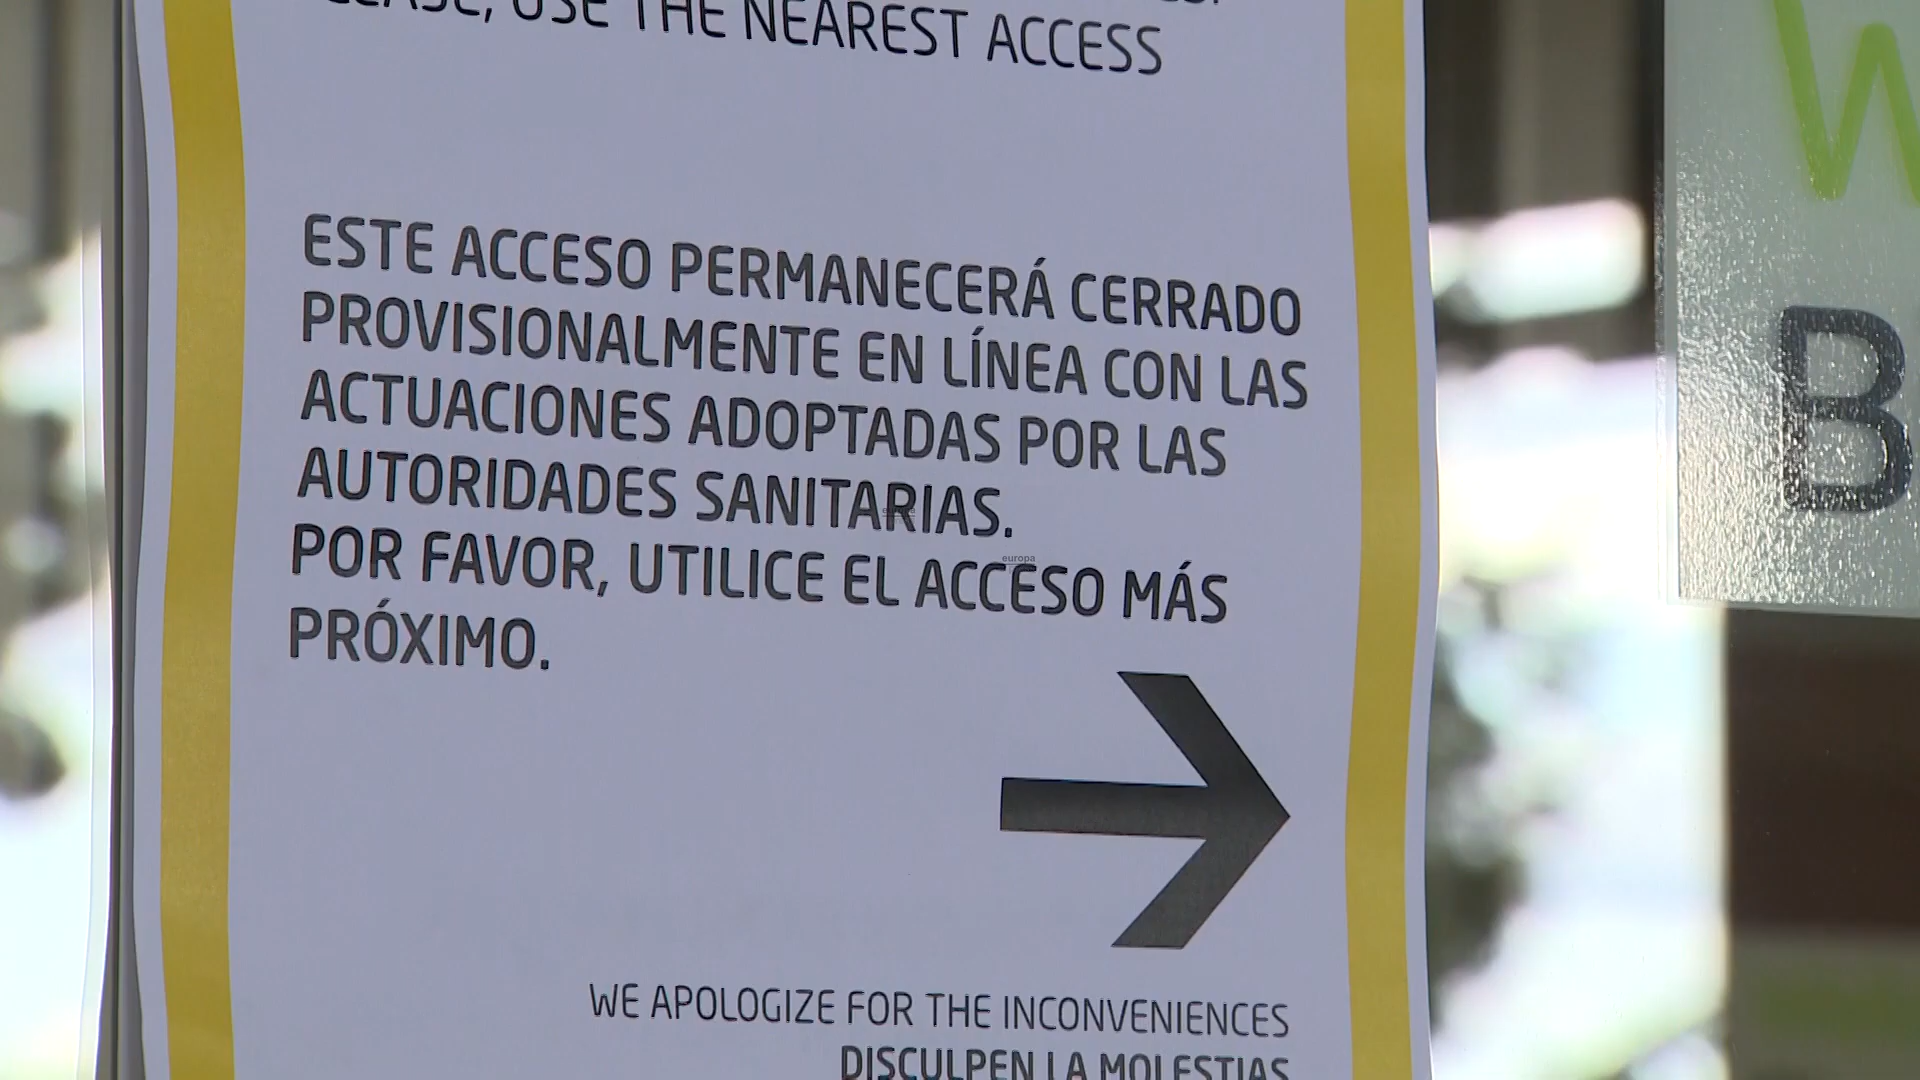 USE THE NEAREST ACCESS
ESTE ACCESO PERMANECERÁ CERRADO
PROVISIONALMENTE EN LÍNEA CON LAS
ACTUACIONES ADOPTADAS POR LAS
AUTORIDADES SANITARIAS.
POR FAVOR, UTILICE EL ACCESO MÁS
PRÓXIMO.
europa
WE APOLOGIZE FOR THE INCONVENIENCES
DISCULPEN LA MOLESTIAS
W
B